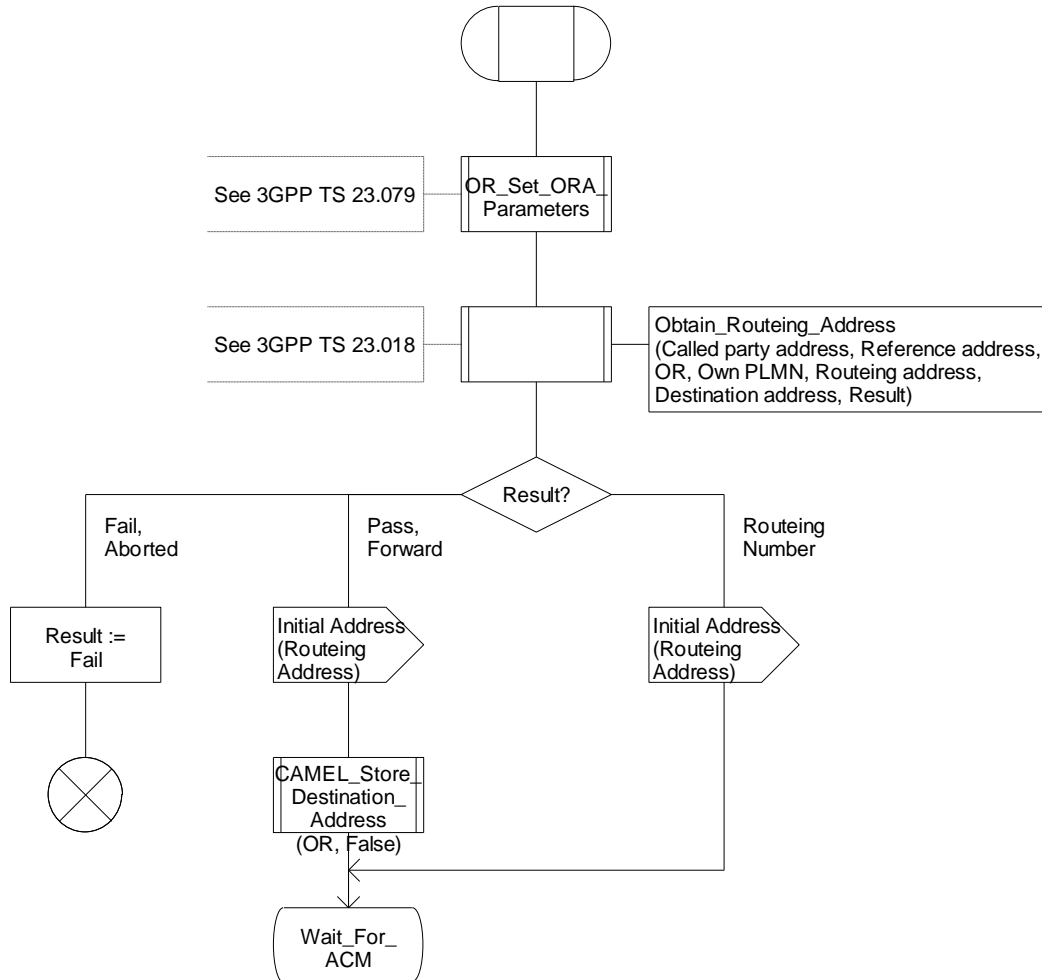 See 3GPP TS 23.079
OR_Set_ORA_
Parameters
See 3GPP TS 23.018
Obtain_Routeing_Address
(Called party address, Reference address,
OR, Own PLMN, Routeing address,
Destination address, Result)
Result?
Fail,
Aborted
Pass,
Forward
Routeing
Number
Result :=
Fail
Initial Address
(Routeing
Address)
Initial Address
(Routeing
Address)
CAMEL_Store_
Destination_
Address
(OR, False)
Wait_For_
ACM